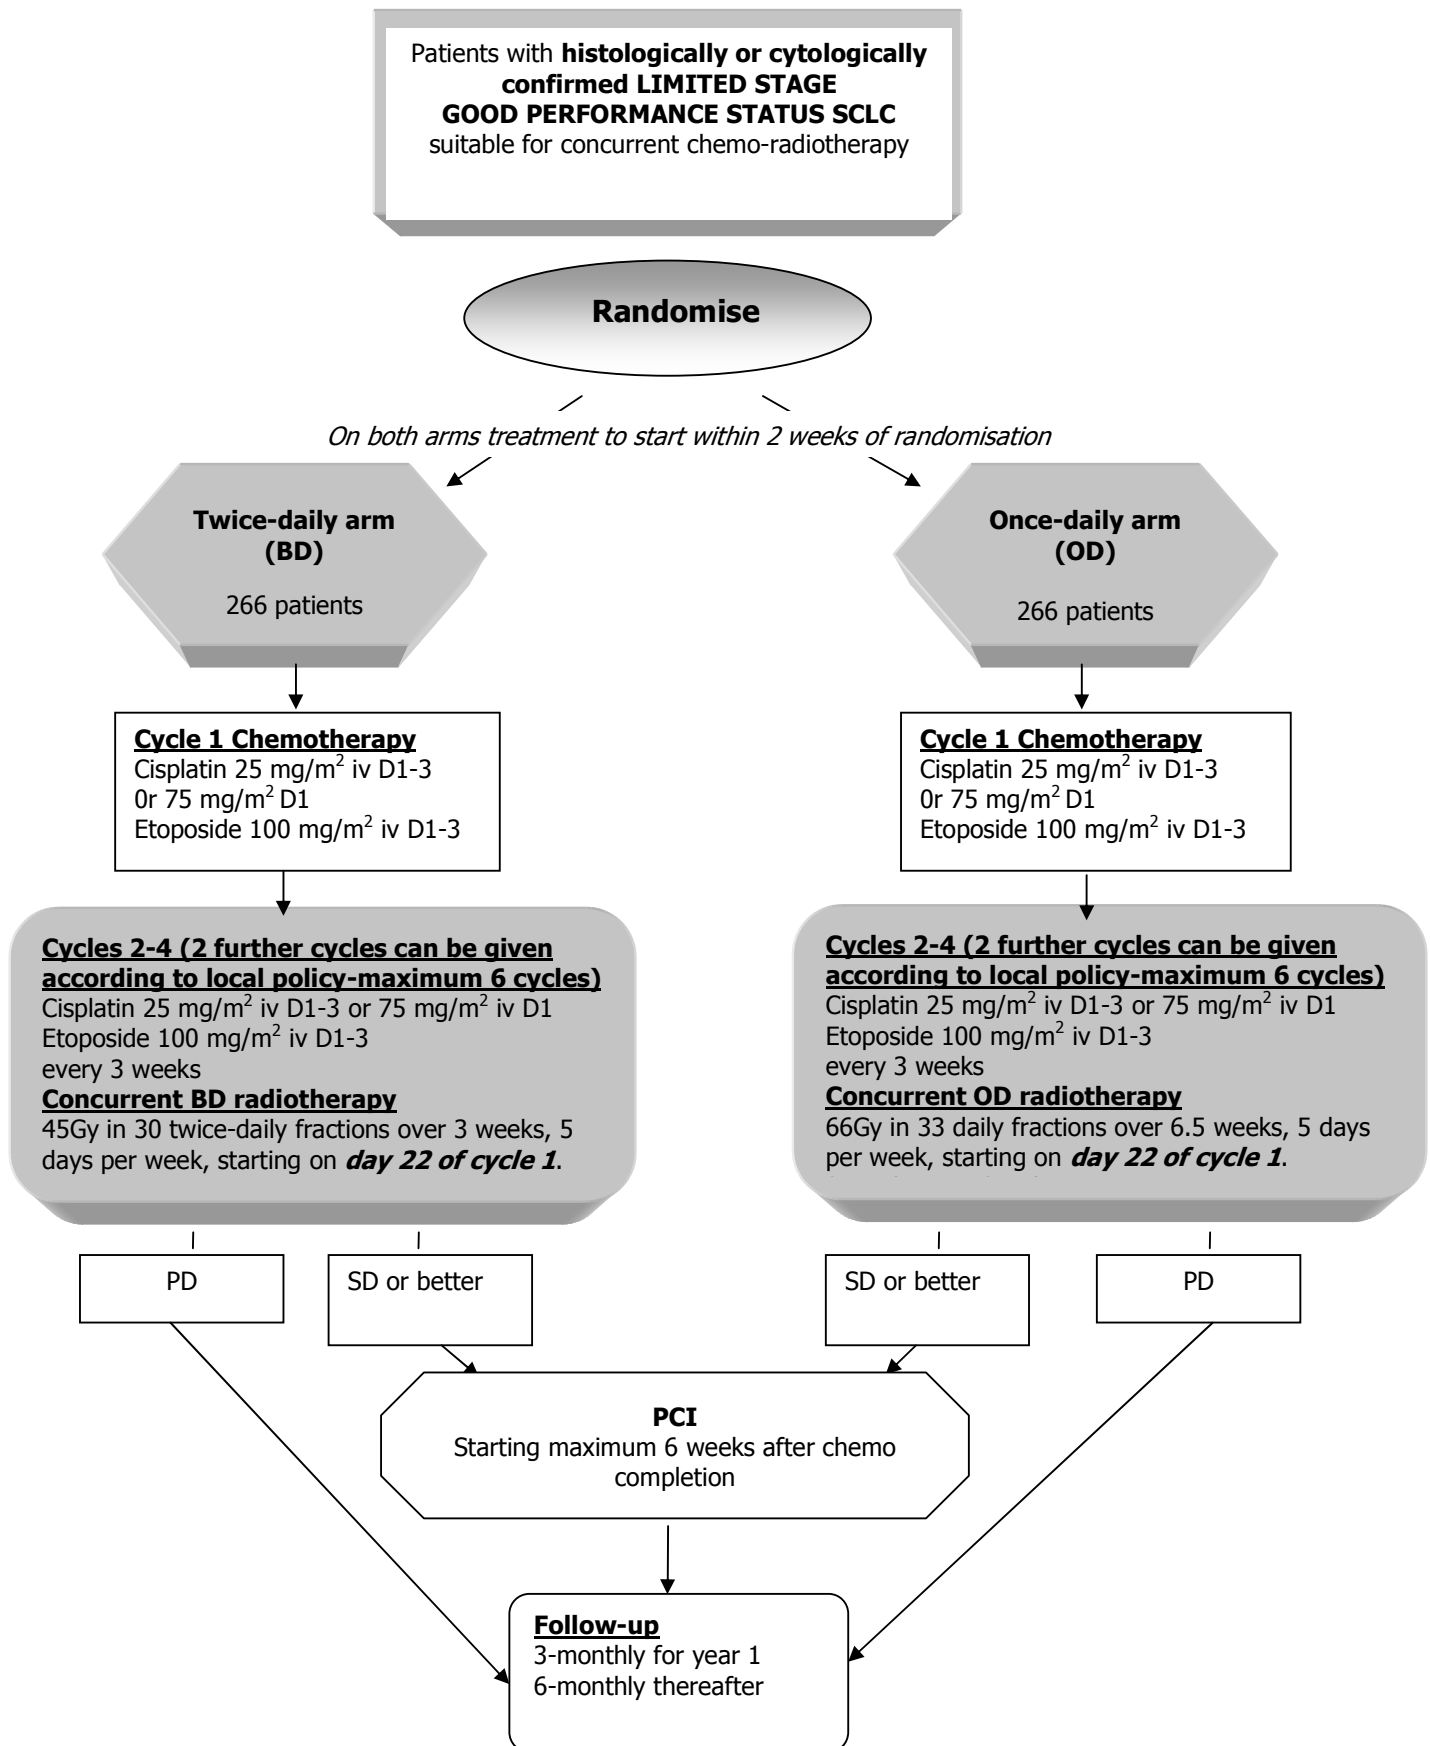 Patients with histologically or cytologically
confirmed LIMITED STAGE
GOOD PERFORMANCE STATUS SCLC
suitable for concurrent chemo-radiotherapy
Randomise
On both arms treatment to start within 2 weeks of randomisation
Twice-daily arm
(BD)
266 patients
Once-daily arm
(OD)
266 patients
Cycle 1 Chemotherapy
Cisplatin 25 mg/m² iv D1-3
0r 75 mg/m² D1
Etoposide 100 mg/m² iv D1-3
Cycle 1 Chemotherapy
Cisplatin 25 mg/m² iv D1-3
0r 75 mg/m² D1
Etoposide 100 mg/m² iv D1-3
Cycles 2-4 (2 further cycles can be given
according to local policy-maximum 6 cycles)
Cisplatin 25 mg/m² iv D1-3 or 75 mg/m² iv D1
Etoposide 100 mg/m² iv D1-3
every 3 weeks
Concurrent BD radiotherapy
45Gy in 30 twice-daily fractions over 3 weeks, 5
days per week, starting on day 22 of cycle 1.
Cycles 2-4 (2 further cycles can be given
according to local policy-maximum 6 cycles)
Cisplatin 25 mg/m² iv D1-3 or 75 mg/m² iv D1
Etoposide 100 mg/m² iv D1-3
every 3 weeks
Concurrent OD radiotherapy
66Gy in 33 daily fractions over 6.5 weeks, 5 days
per week, starting on day 22 of cycle 1.
PD
SD or better
SD or better
PD
PCI
Starting maximum 6 weeks after chemo
completion
Follow-up
3-monthly for year 1
6-monthly thereafter